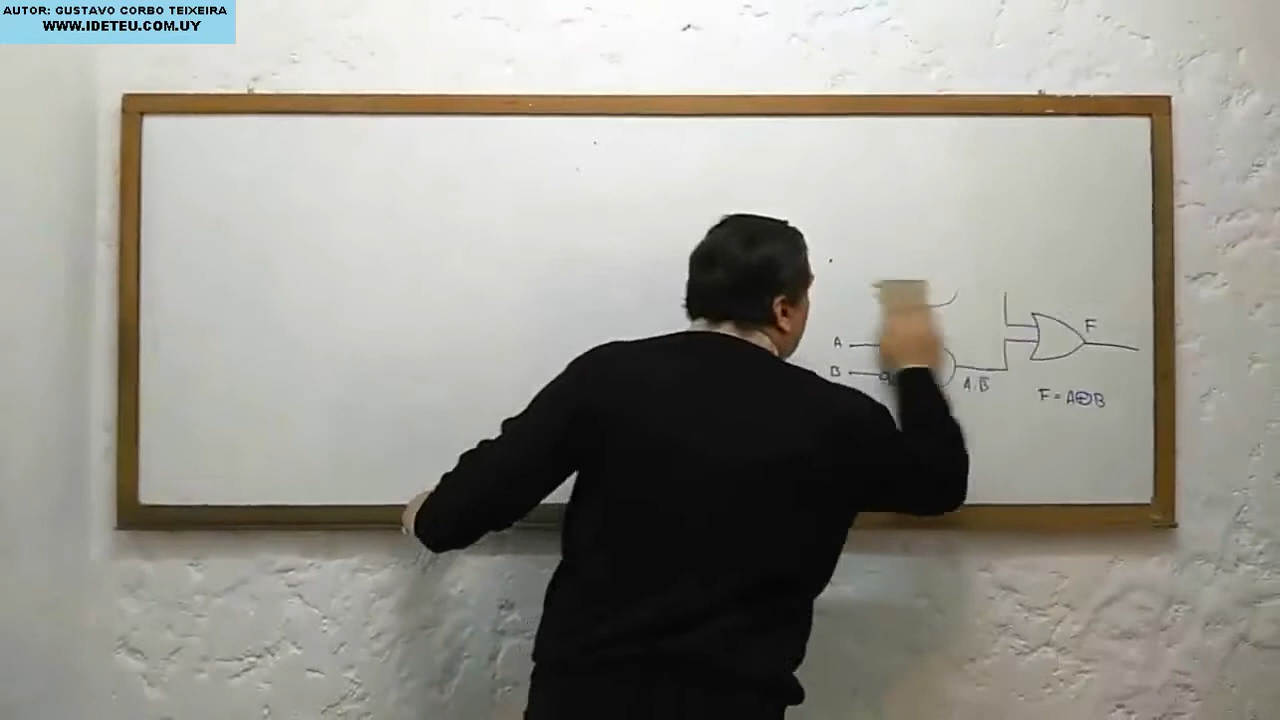 AUTOR: GUSTAVO CORBO TEIXEIRA
WWW.IDETEU.COM.UY
F
A
B
A.B̅
F = A⊕B